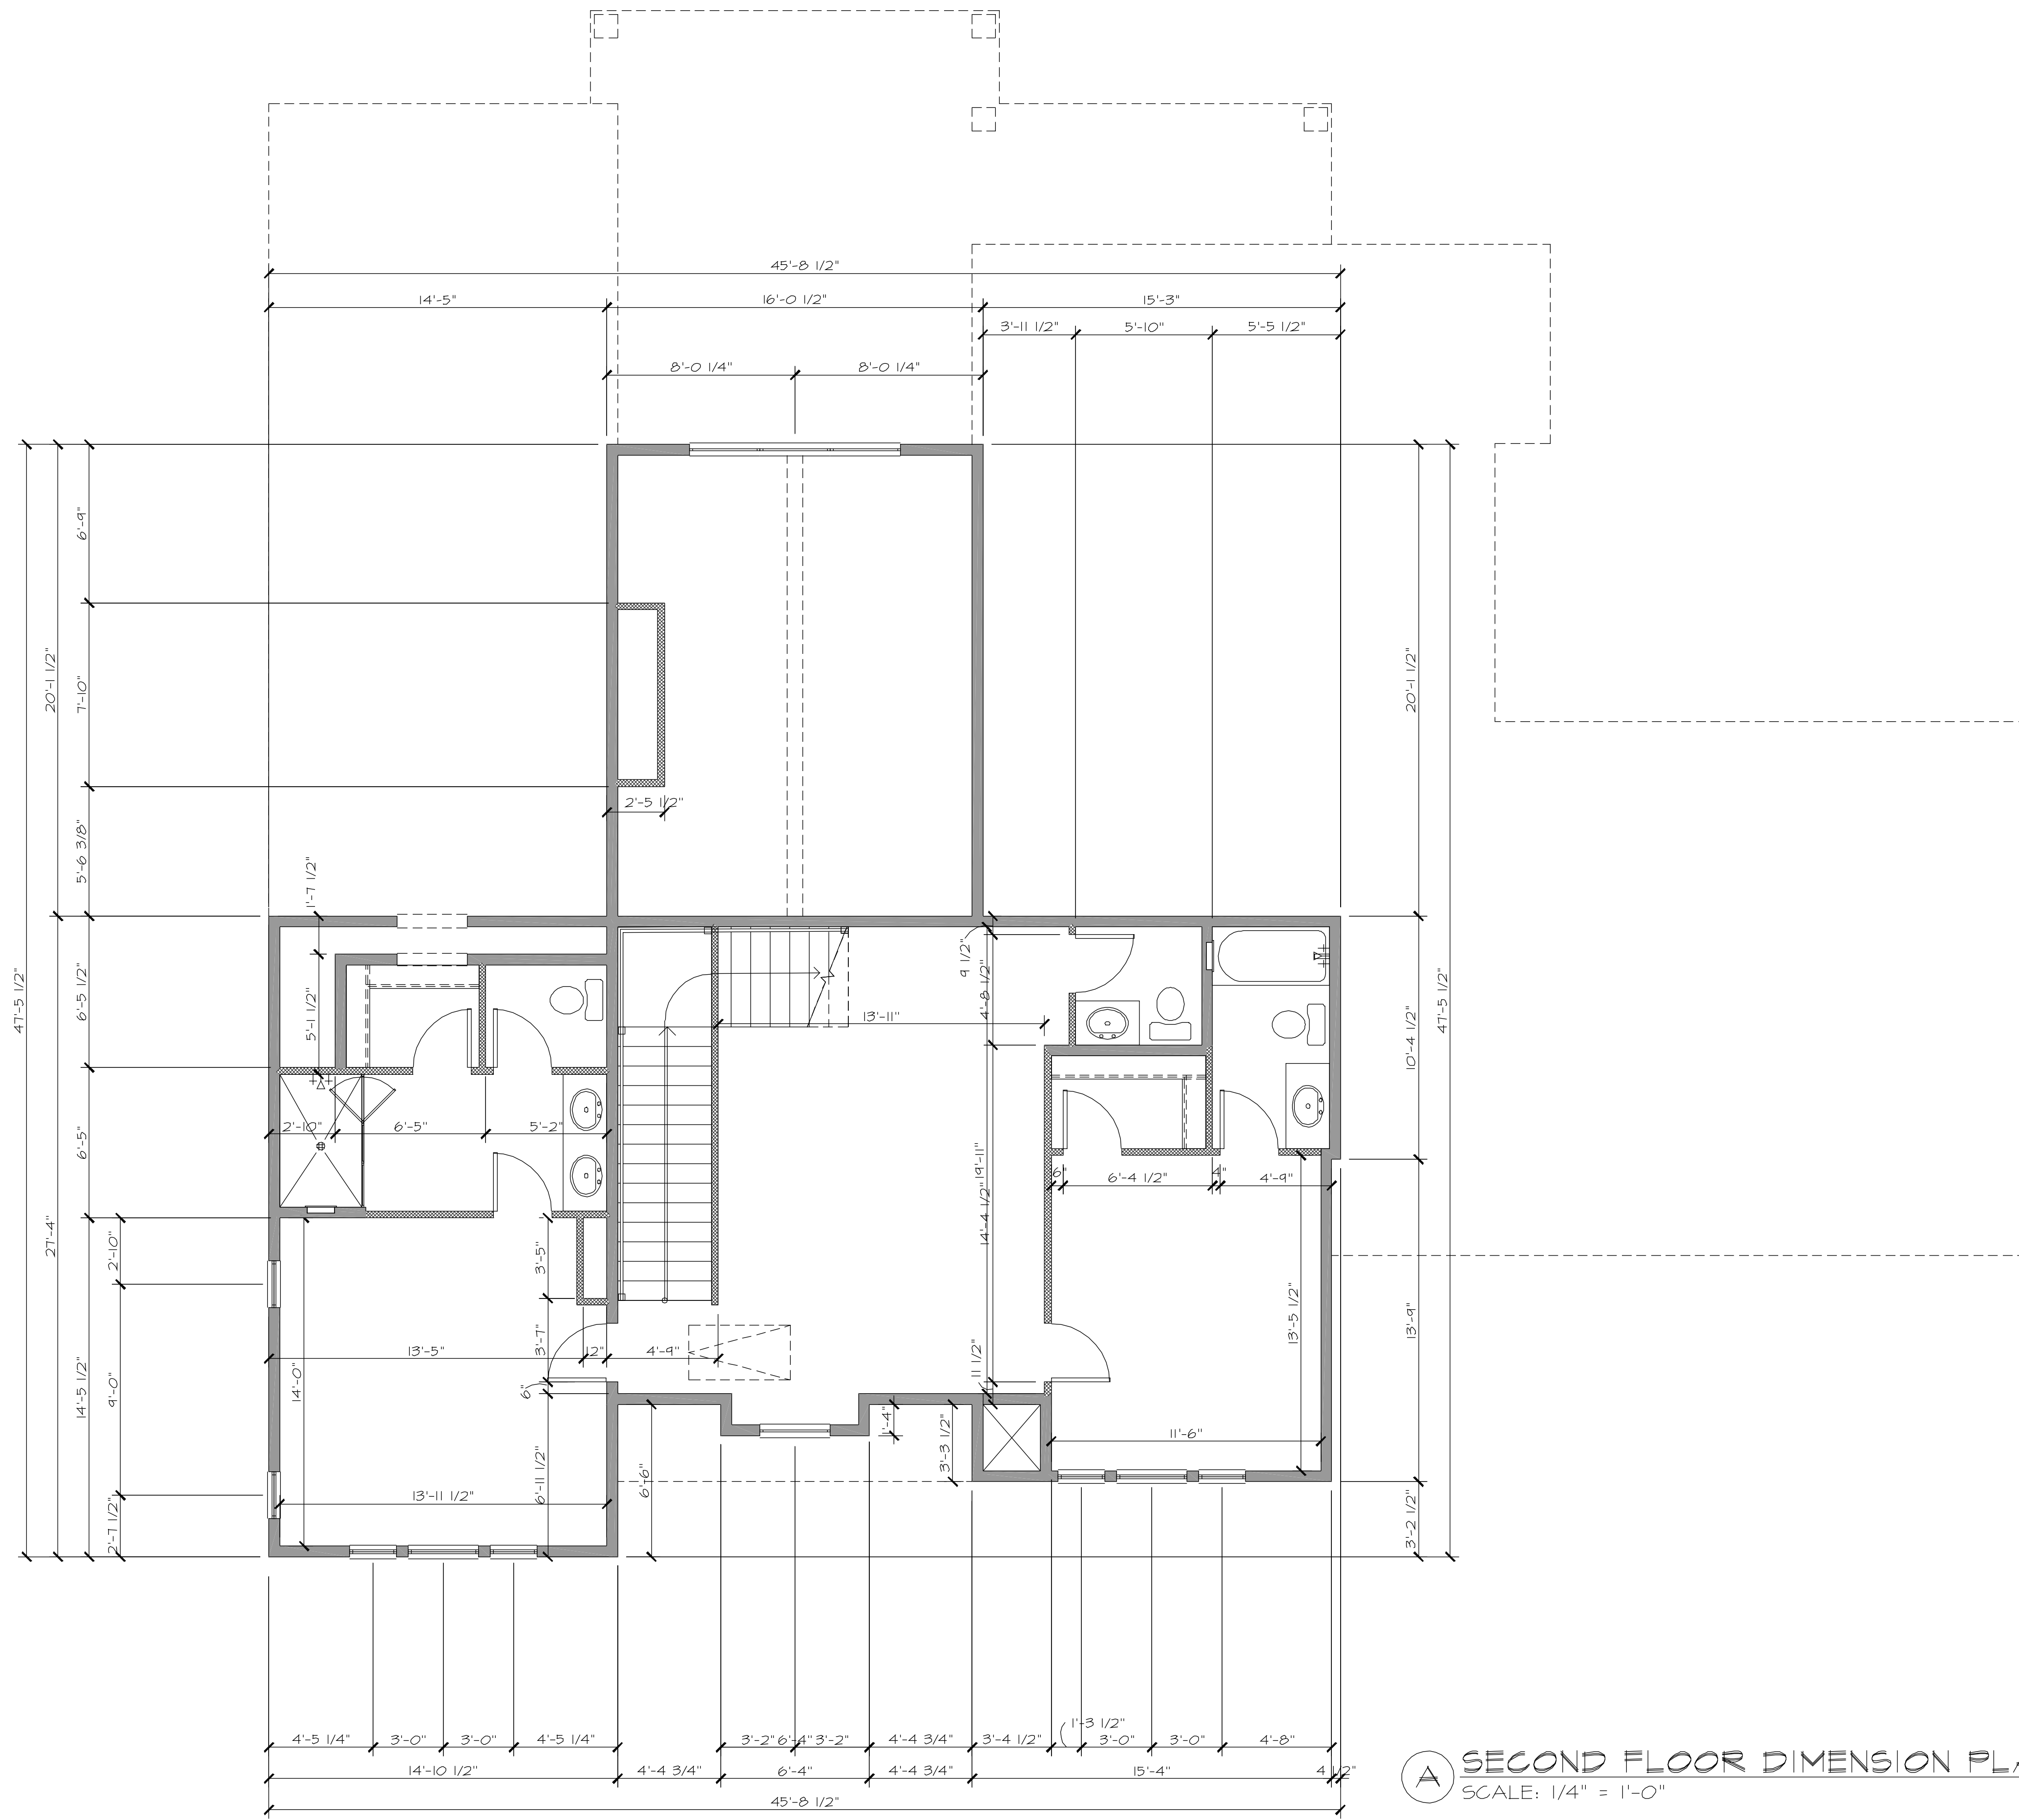 45'-8 1/2"
14'-5" 16'-0 1/2" 15'-3"
3'-11 1/2" 5'-10" 5'-5 1/2"
8'-0 1/4" 8'-0 1/4"
6'-9"
20'-1 1/2" 7'-10" 20'-1 1/2"
2'-5 1/2"
5'-6 3/8"
1'-7 1/2"
9 1/2"
47'-5 1/2" 6'-5 1/2" 5'-1 1/2" 4'-8 1/2" 10'-4 1/2" 47'-5 1/2"
13'-11"
2'-10" 6'-5" 5'-2"
6'-5"
19'-11"
6" 6'-4 1/2" 4" 4'-9"
14'-4 1/2"
27'-4" 2'-10" 3'-5"
13'-5 1/2" 13'-9"
13'-5" 3'-7" 12" 4'-9"
14'-5 1/2" 9'-0" 14'-0" 6" 11 1/2"
1'-4"
11'-6"
6'-11 1/2" 6'-6" 3'-3 1/2"
13'-11 1/2"
2'-7 1/2" 3'-2 1/2"
1'-3 1/2"
4'-5 1/4" 3'-0" 3'-0" 4'-5 1/4" 3'-2" 6'-4" 3'-2" 4'-4 3/4" 3'-4 1/2" 3'-0" 3'-0" 4'-8"
14'-10 1/2" 4'-4 3/4" 6'-4" 4'-4 3/4" 15'-4" 4 1/2"
45'-8 1/2"
A
SECOND FLOOR DIMENSION PLA
SCALE: 1/4" = 1'-0"